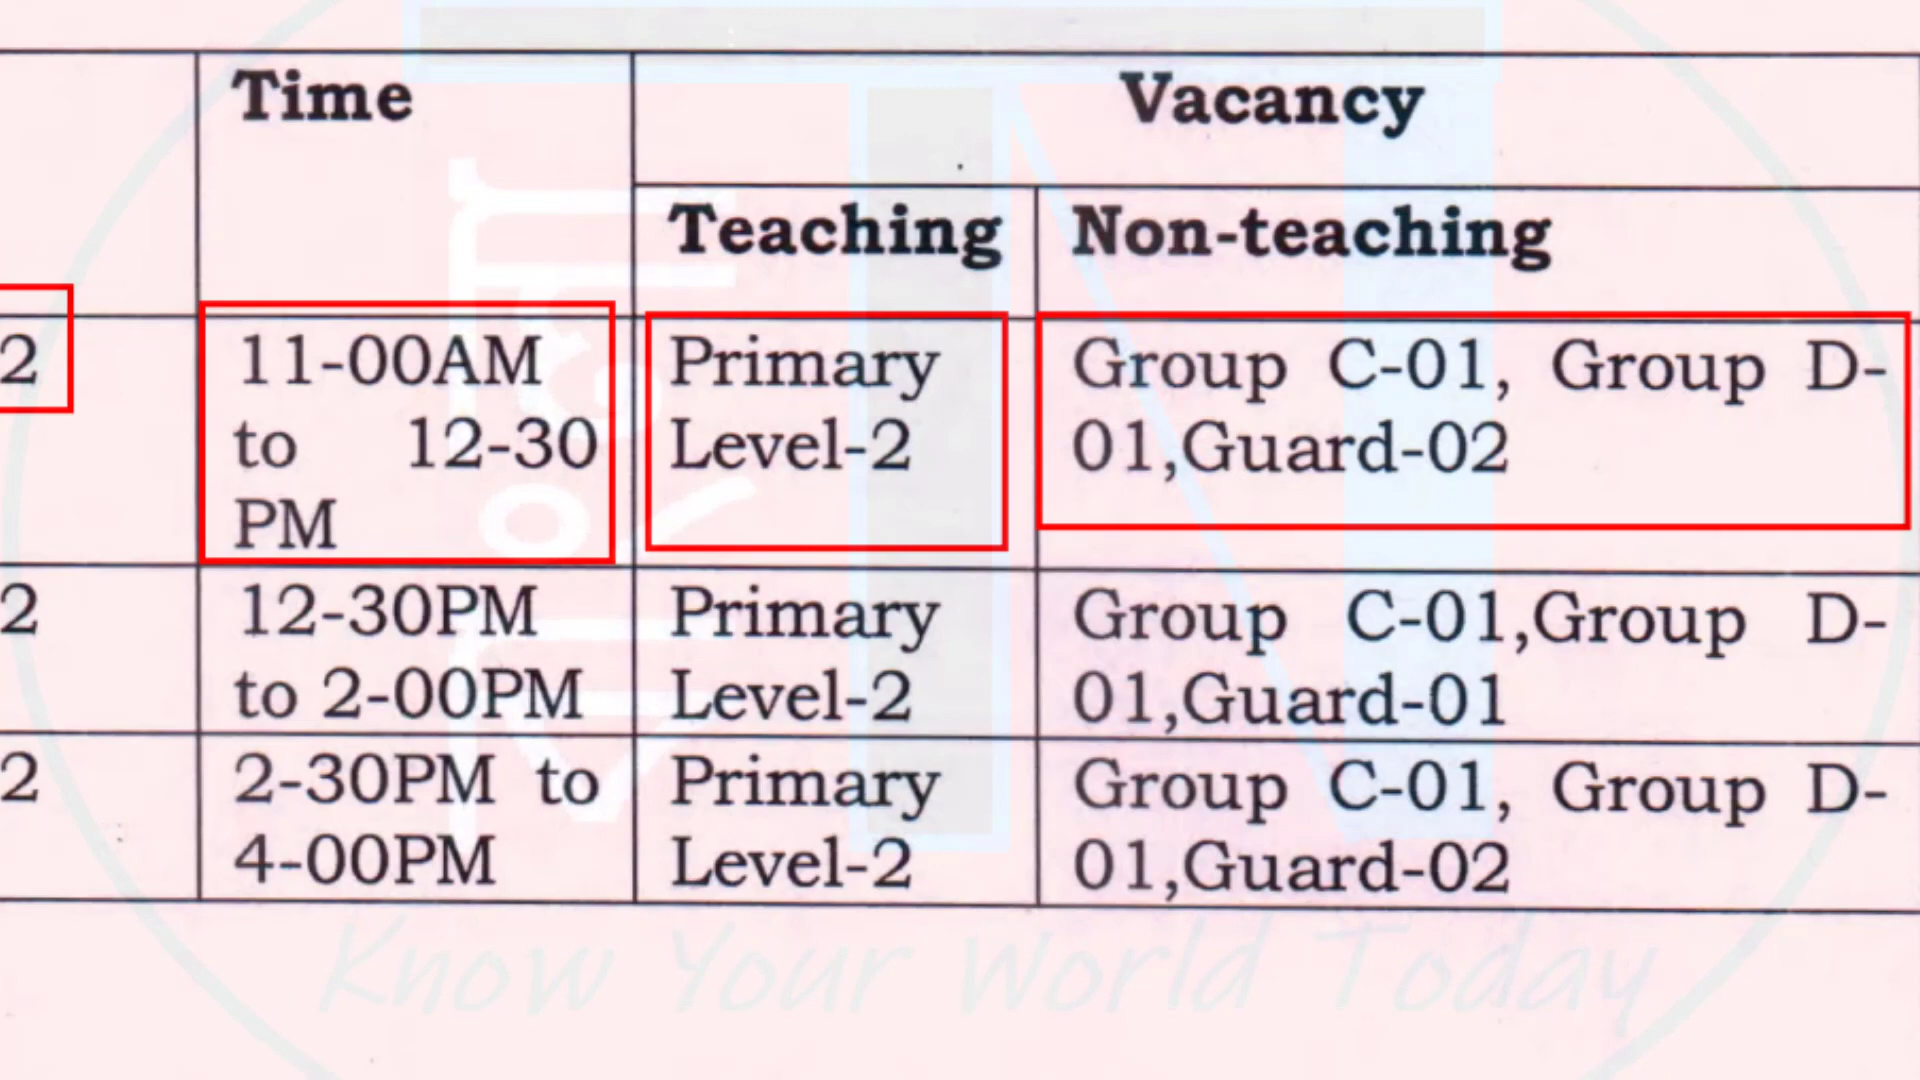 Time Vacancy
Teaching Non-teaching
2 11-00AM Primary Group C-01, Group D-
to 12-30 Level-2 01,Guard-02
PM
2 12-30PM Primary Group C-01,Group D-
to 2-00PM Level-2 01,Guard-01
2 2-30PM to Primary Group C-01, Group D-
4-00PM Level-2 01,Guard-02
Know Your World Today